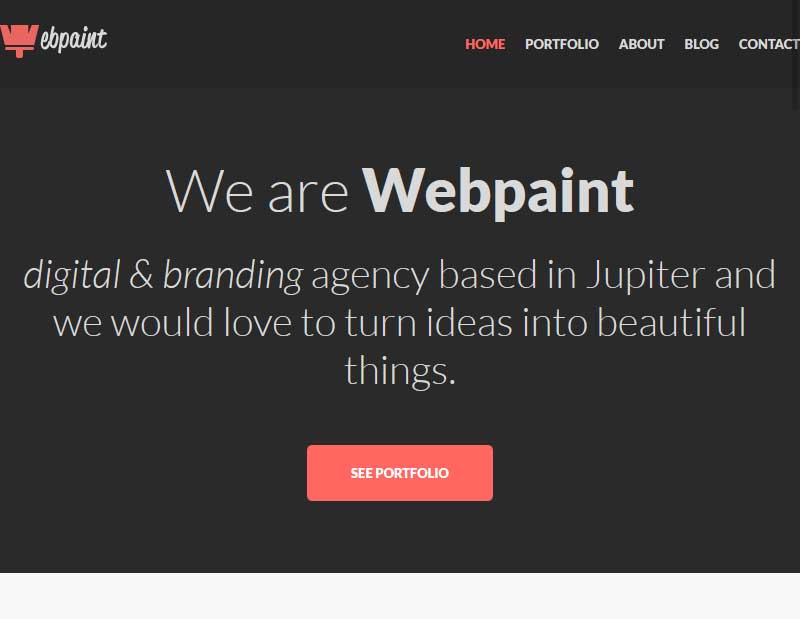 Webpaint
HOME PORTFOLIO ABOUT BLOG CONTACT
We are Webpaint
digital & branding agency based in Jupiter and
we would love to turn ideas into beautiful
things.
SEE PORTFOLIO